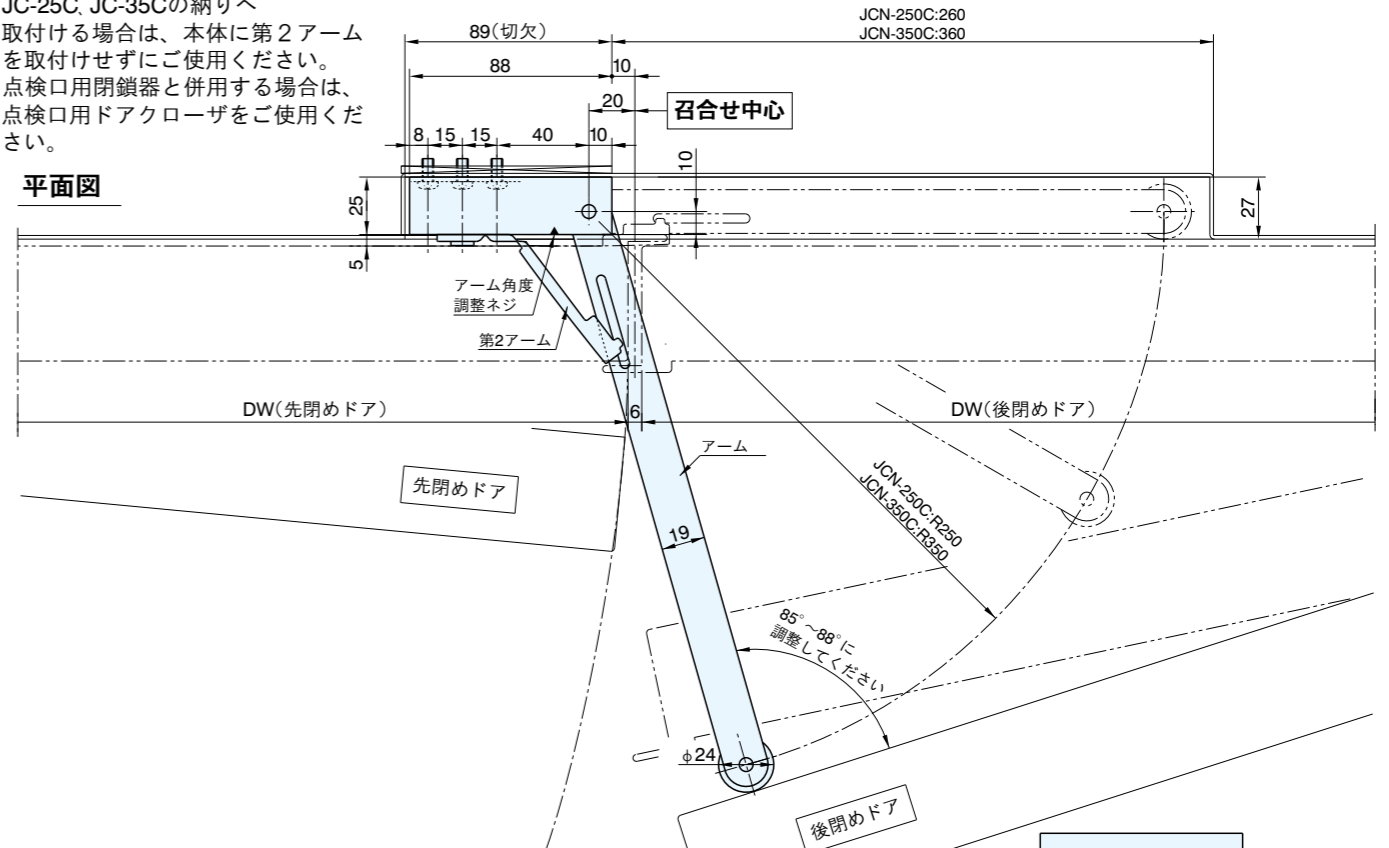 JC-25C, JC-35Cの納りへ
取付ける場合は、本体に第２アーム
を取付けせずにご使用ください。
点検口用閉鎖器と併用する場合は、
点検口用ドアクローザをご使用くだ
さい。
平面図
89(切欠)
JCN-250C:260
JCN-350C:360
88
10
20
召合せ中心
8
15
15
40
10
10
25
27
5
アーム角度
調整ネジ
第2アーム
DW(先閉めドア)
6
DW(後閉めドア)
アーム
先閉めドア
JCN-250C:R250
JCN-350C:R350
19
85°～88°に
調整してください
φ24
後閉めドア